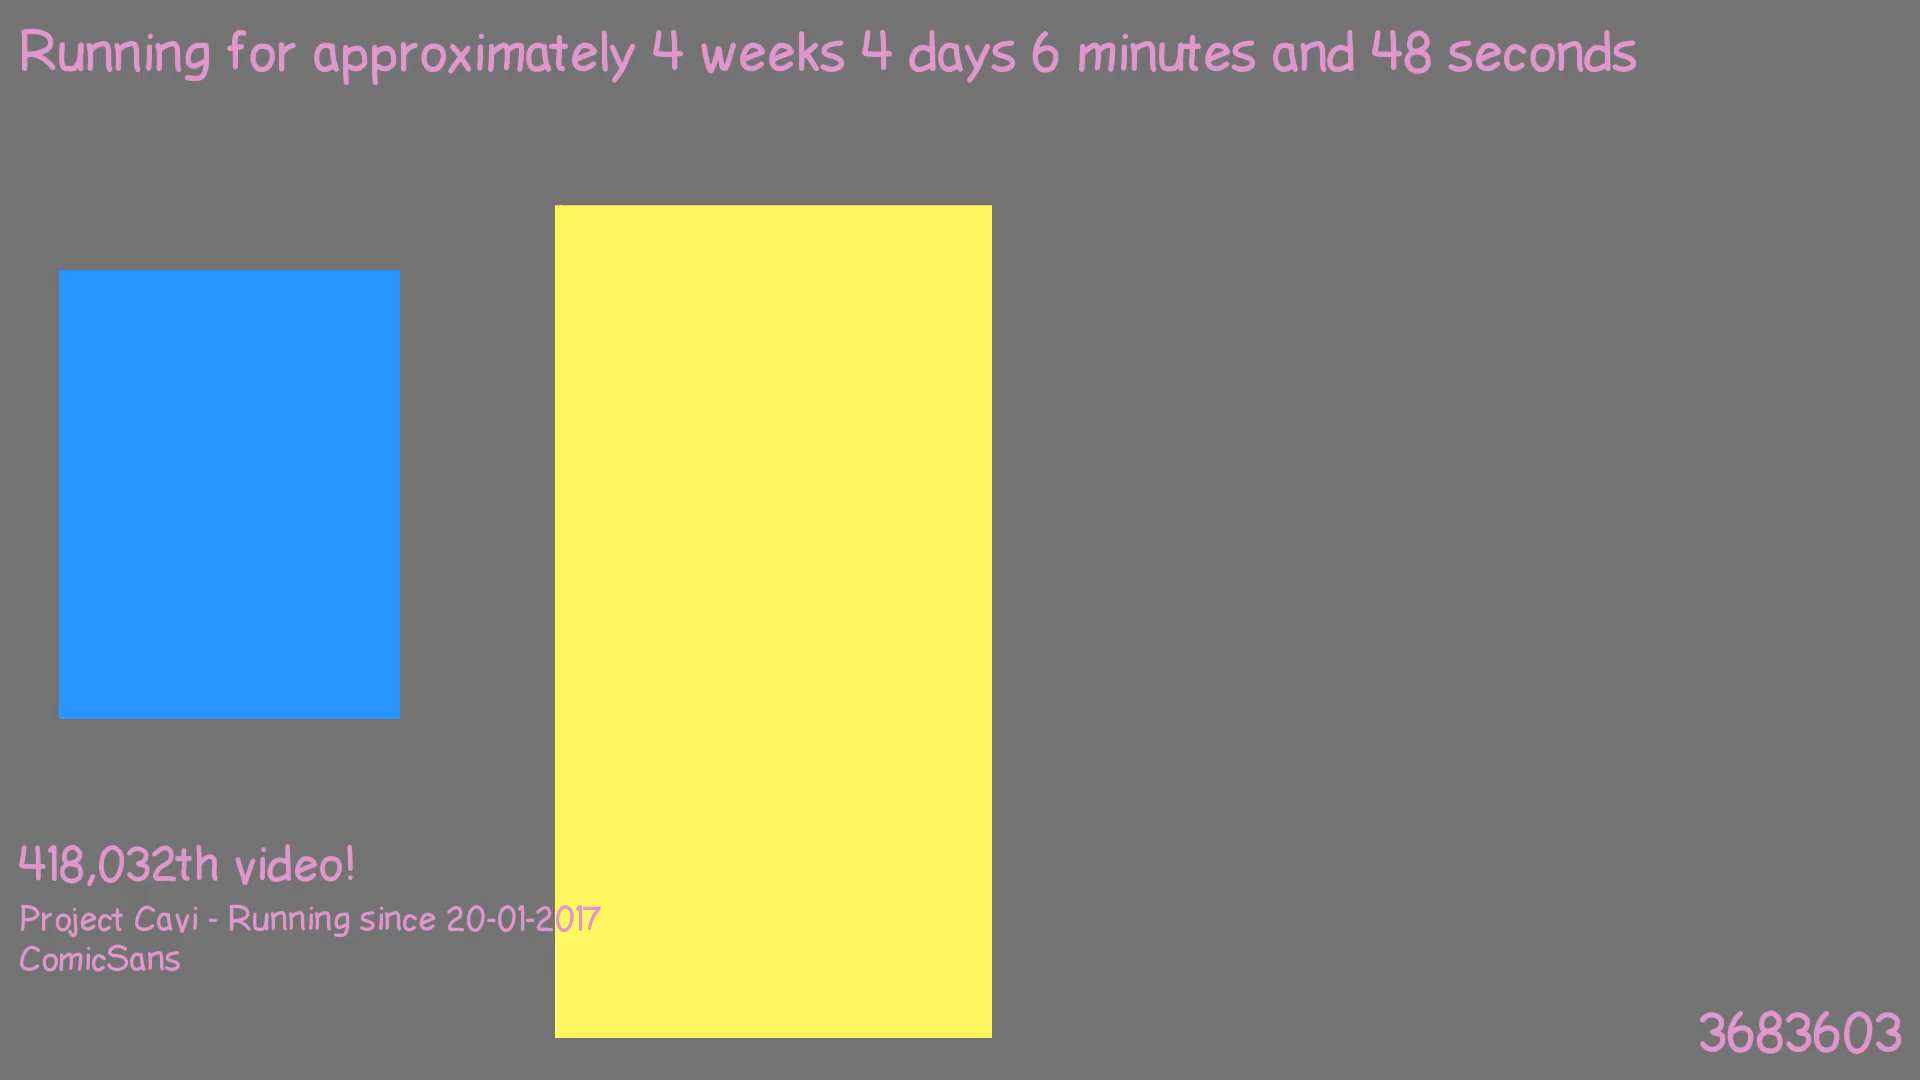 Running for approximately 4 weeks 4 days 6 minutes and 48 seconds
418,032th video!
Project Cavi - Running since 20-01-2017
ComicSans
3683603